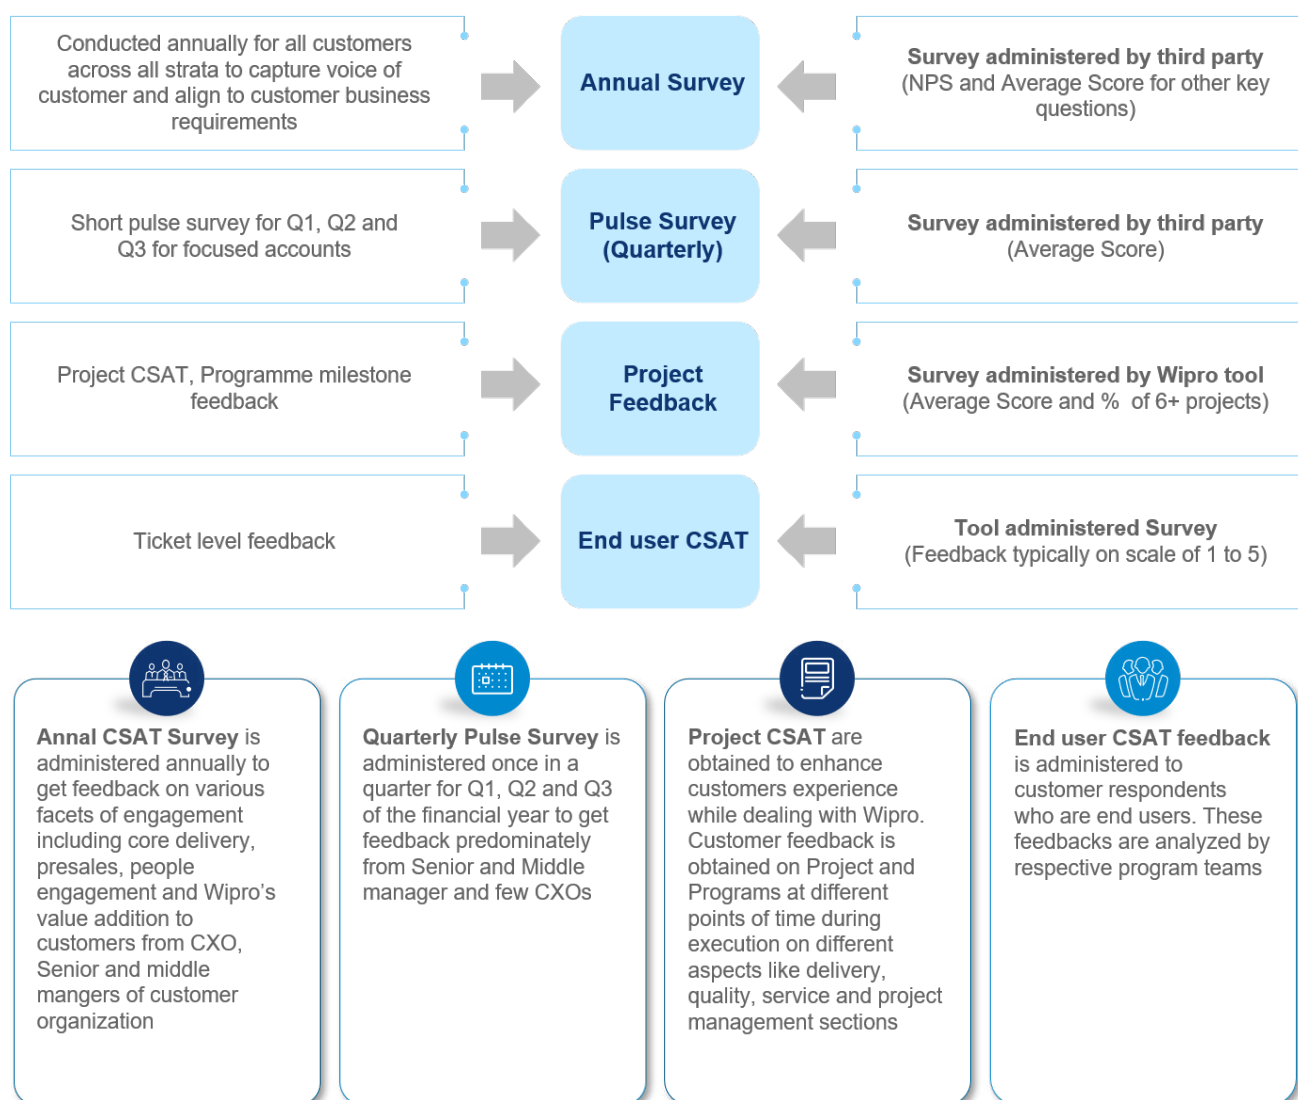 Conducted annually for all customers
across all strata to capture voice of
customer and align to customer business
requirements
Annual Survey
Survey administered by third party
(NPS and Average Score for other key
questions)
Short pulse survey for Q1, Q2 and
Q3 for focused accounts
Pulse Survey
(Quarterly)
Survey administered by third party
(Average Score)
Project CSAT, Programme milestone
feedback
Project
Feedback
Survey administered by Wipro tool
(Average Score and % of 6+ projects)
Ticket level feedback
End user CSAT
Tool administered Survey
(Feedback typically on scale of 1 to 5)
Annal CSAT Survey is
administered annually to
get feedback on various
facets of engagement
including core delivery,
presales, people
engagement and Wipro's
value addition to
customers from CXO,
Senior and middle
mangers of customer
organization
Quarterly Pulse Survey is
administered once in a
quarter for Q1, Q2 and Q3
of the financial year to get
feedback predominately
from Senior and Middle
manager and few CXOs
Project CSAT are
obtained to enhance
customers experience
while dealing with Wipro.
Customer feedback is
obtained on Project and
Programs at different
points of time during
execution on different
aspects like delivery,
quality, service and project
management sections
End user CSAT feedback
is administered to
customer respondents
who are end users. These
feedbacks are analyzed by
respective program teams